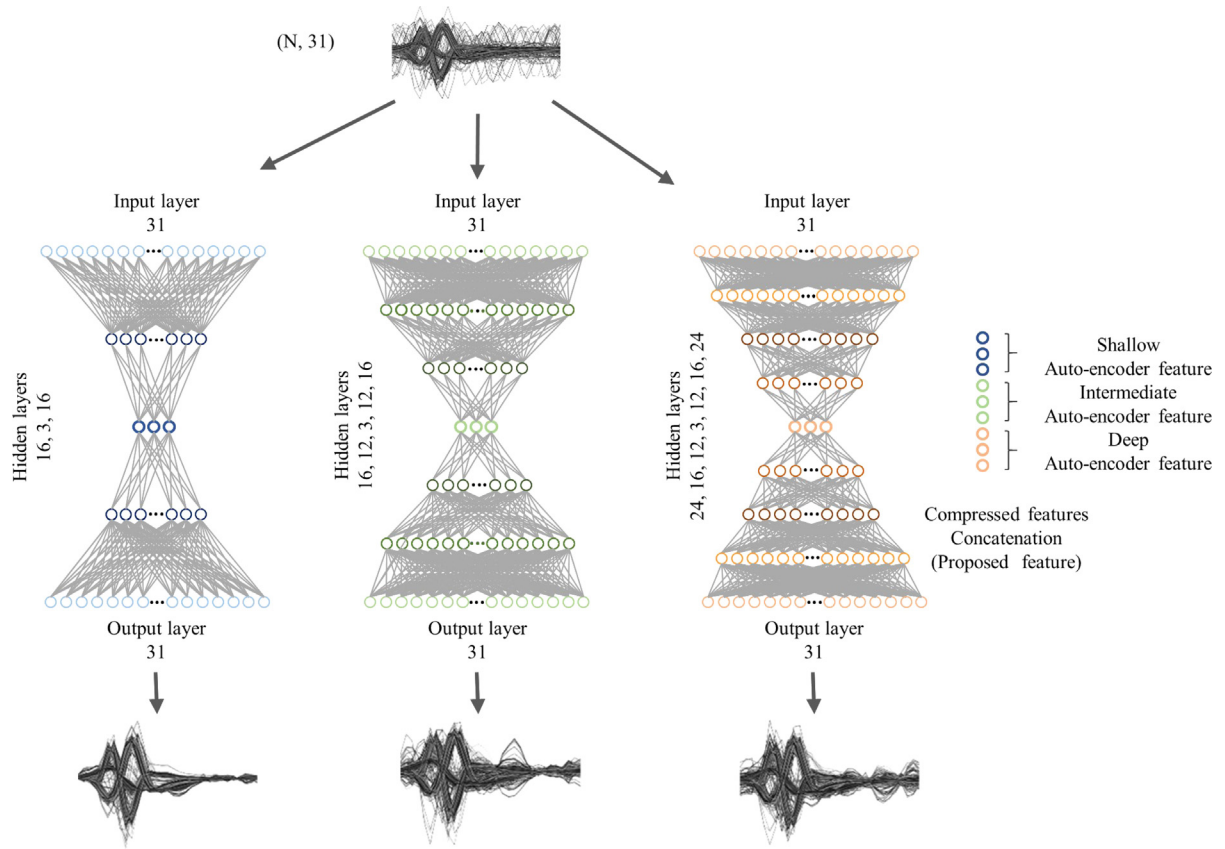 (N, 31)
Input layer
31
Input layer
31
Input layer
31
Hidden layers
16, 3, 16
Hidden layers
16, 12, 3, 12, 16
Hidden layers
24, 16, 12, 3, 12, 16, 24
Shallow
Auto-encoder feature
Intermediate
Auto-encoder feature
Deep
Auto-encoder feature
Compressed features
Concatenation
(Proposed feature)
Output layer
31
Output layer
31
Output layer
31